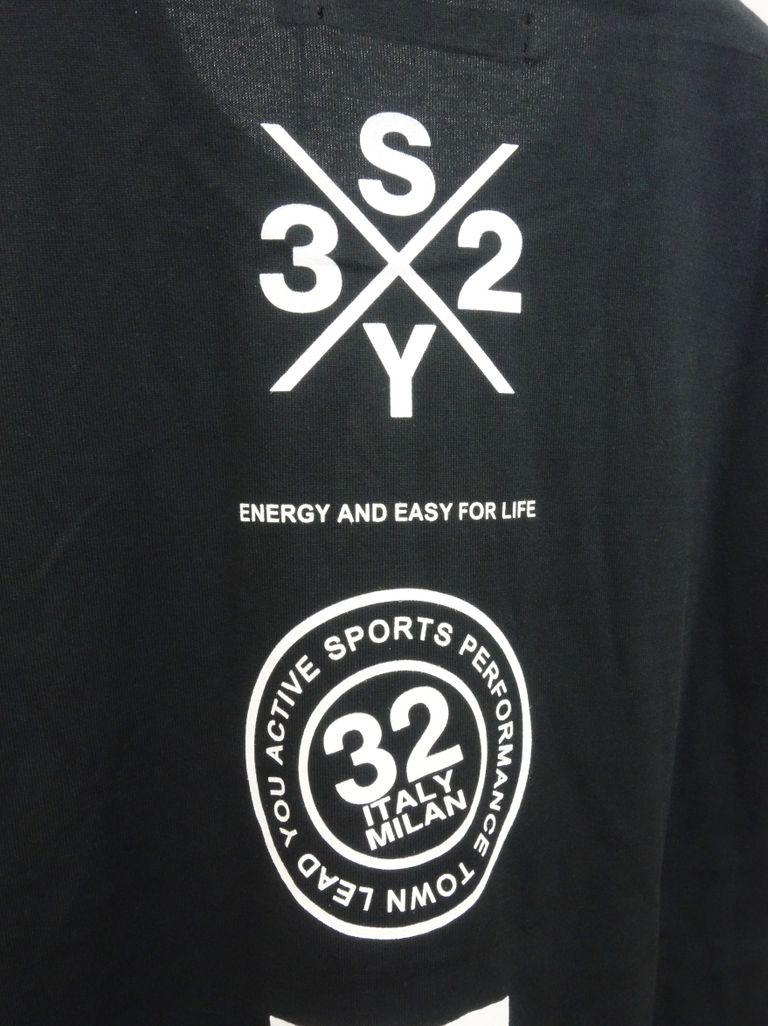 S
3 2
Y
ENERGY AND EASY FOR LIFE
ACTIVE SPORTS PERFORMANCE TOWN LEAD YOU
32
ITALY
MILAN